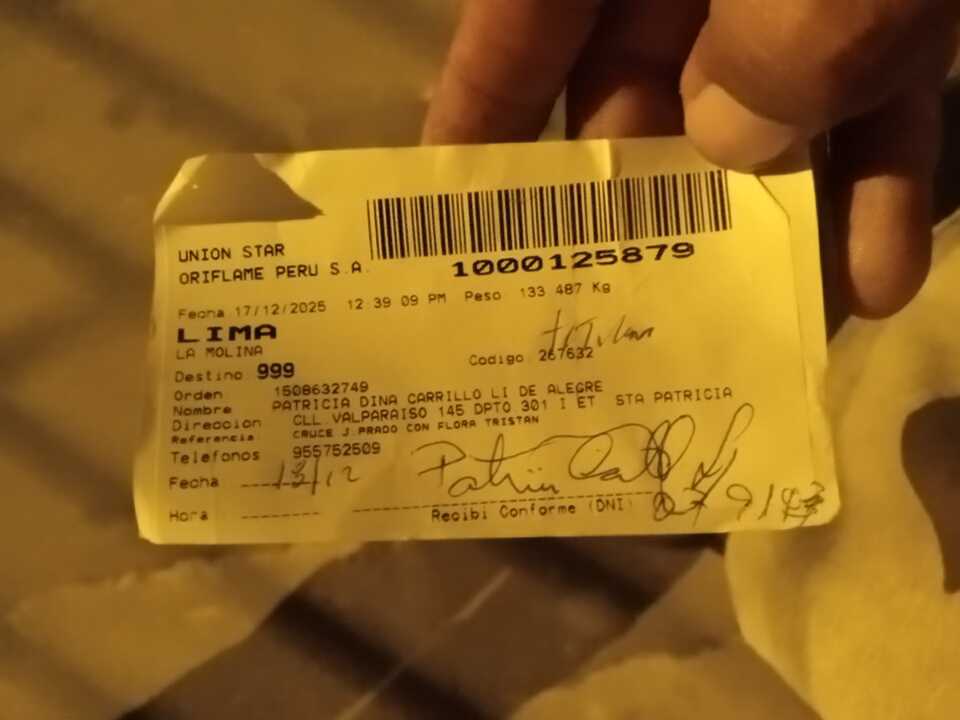 UNION STAR
ORIFLAME PERU S.A.
1000125879
Fecha 17/12/2025 12:39 09 PM Peso 133 487 Kg
LIMA
LA MOLINA
Titular
Codigo 267632
Destino 999
Orden 1508632749
Nombre PATRICIA DINA CARRILLO LI DE ALEGRE
Direccion CLL.VALPARAISO 145 DPTO 301 I ET STA PATRICIA
Referencia CRUCE J.PRADO CON FLORA TRISTAN
Telefonos 955752509
Fecha
Hora
Recibi Conforme (DNI)